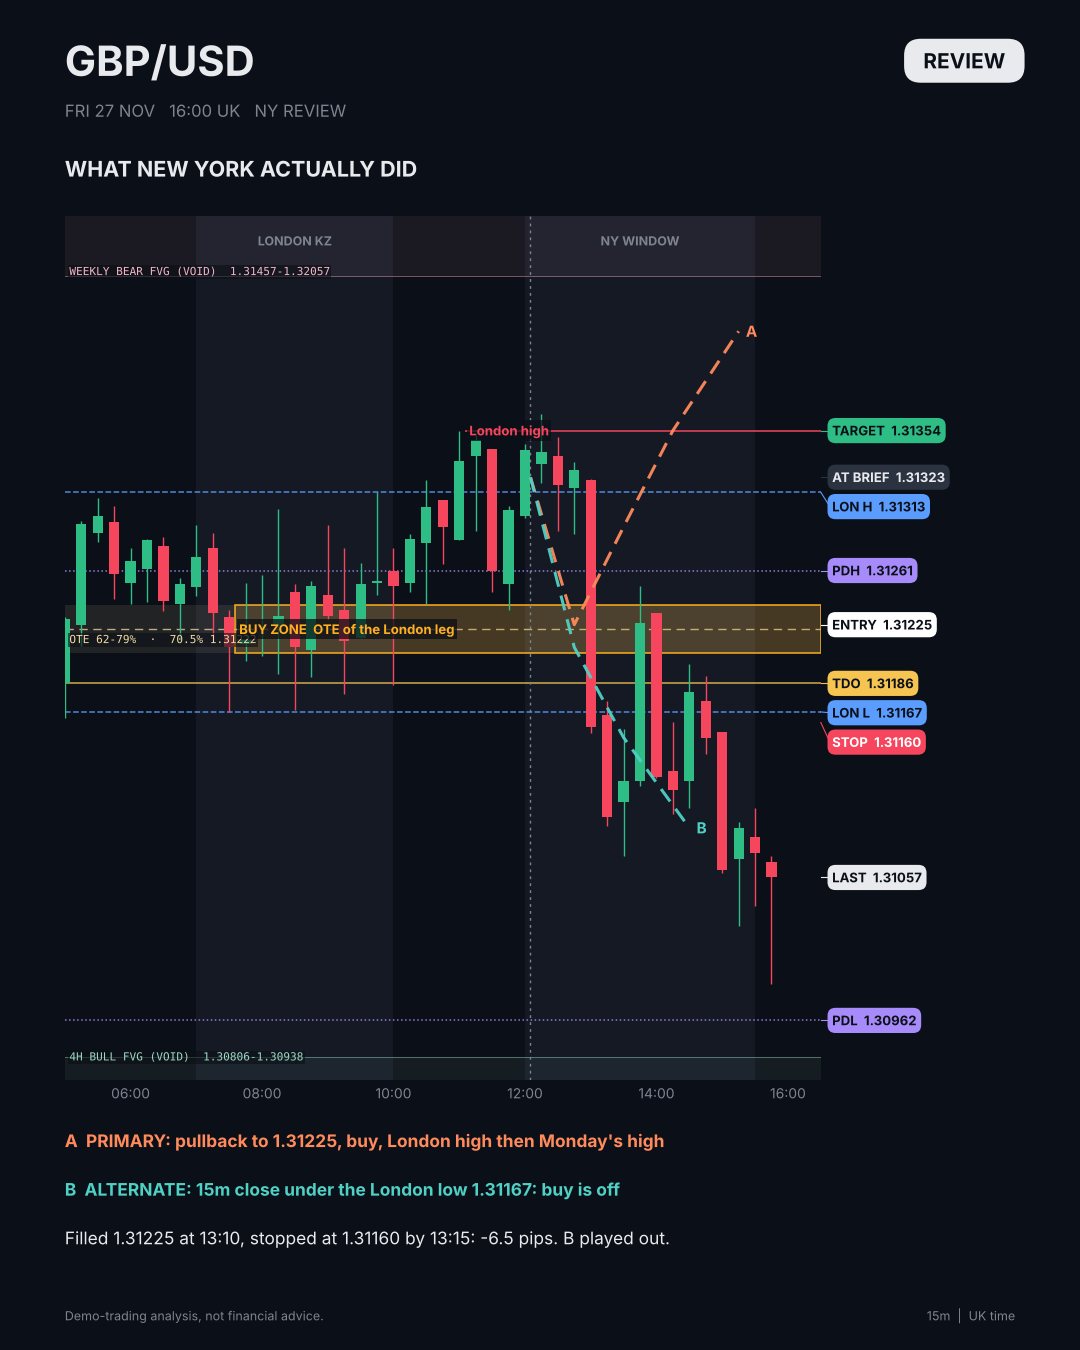 GBP/USD
REVIEW
FRI 27 NOV 16:00 UK NY REVIEW
WHAT NEW YORK ACTUALLY DID
LONDON KZ
NY WINDOW
WEEKLY BEAR FVG (VOID) 1.31457-1.32057
A
London high
TARGET 1.31354
AT BRIEF 1.31323
LON H 1.31313
PDH 1.31261
ENTRY 1.31225
BUY ZONE OTE of the London leg
OTE 62-79% · 70.5% 1.31222
TDO 1.31186
LON L 1.31167
STOP 1.31160
B
LAST 1.31057
PDL 1.30962
4H BULL FVG (VOID) 1.30806-1.30938
06:00 08:00 10:00 12:00 14:00 16:00
A PRIMARY: pullback to 1.31225, buy, London high then Monday's high
B ALTERNATE: 15m close under the London low 1.31167: buy is off
Filled 1.31225 at 13:10, stopped at 1.31160 by 13:15: -6.5 pips. B played out.
Demo-trading analysis, not financial advice.
15m | UK time